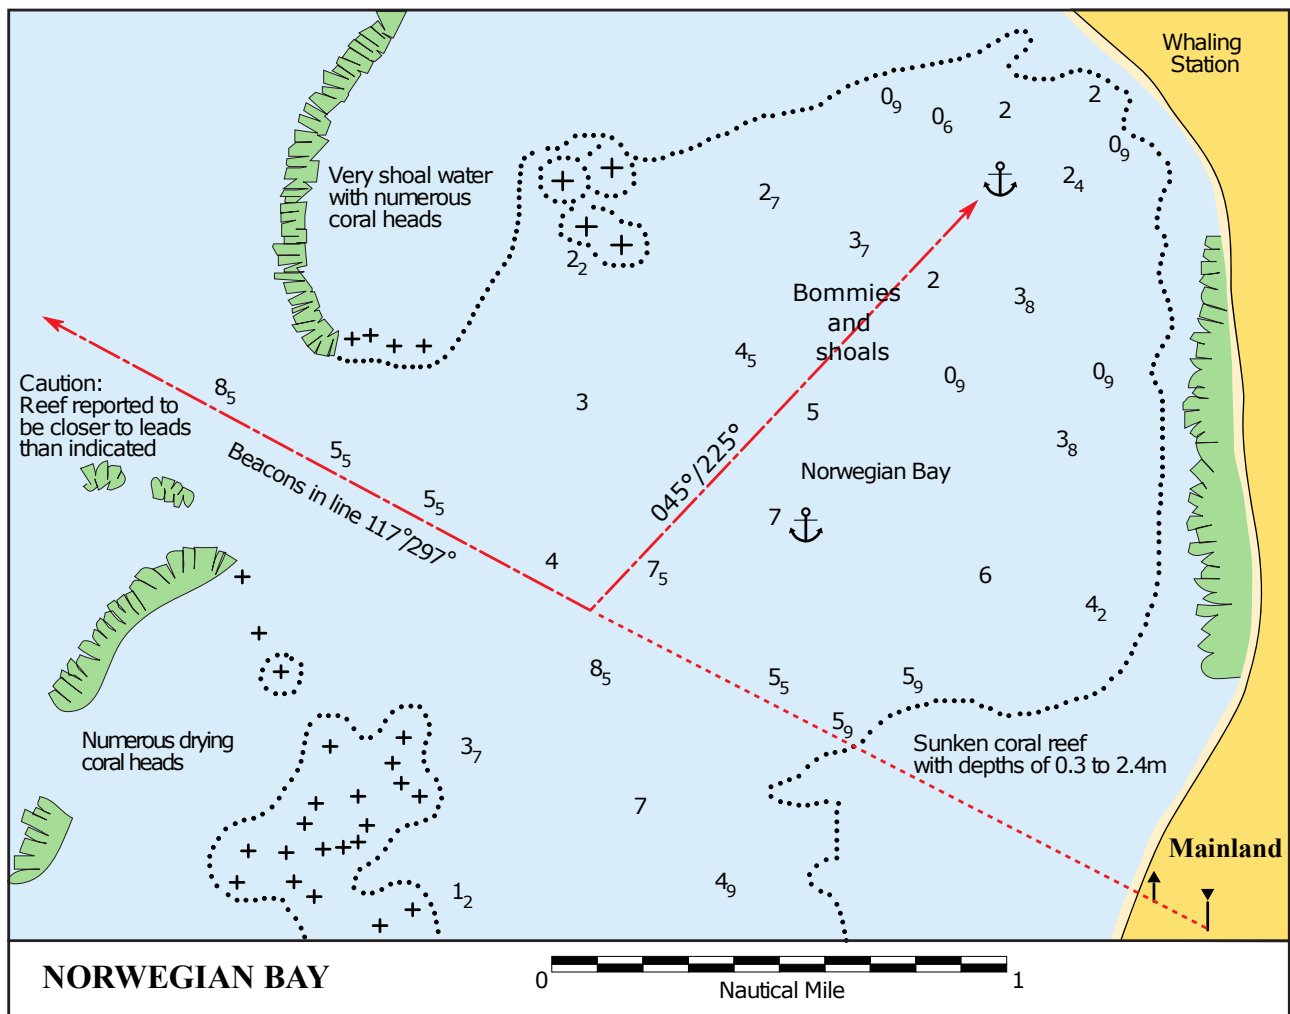 Whaling
Station
0₉
0₆
2
2
0₉
2₄
Very shoal water
with numerous
coral heads
2₇
3₇
2₂
2
Bommies
and
shoals
3₈
4₅
0₉
0₉
Caution:
Reef reported to
be closer to leads
than indicated
8₅
3
5
5₅
3₈
Beacons in line 117°/297°
045°/225°
Norwegian Bay
5₅
7
4
7₅
6
4₂
8₅
5₅
5₉
5₉
Numerous drying
coral heads
3₇
Sunken coral reef
with depths of 0.3 to 2.4m
7
Mainland
1₂
4₉
NORWEGIAN BAY
0
1
Nautical Mile